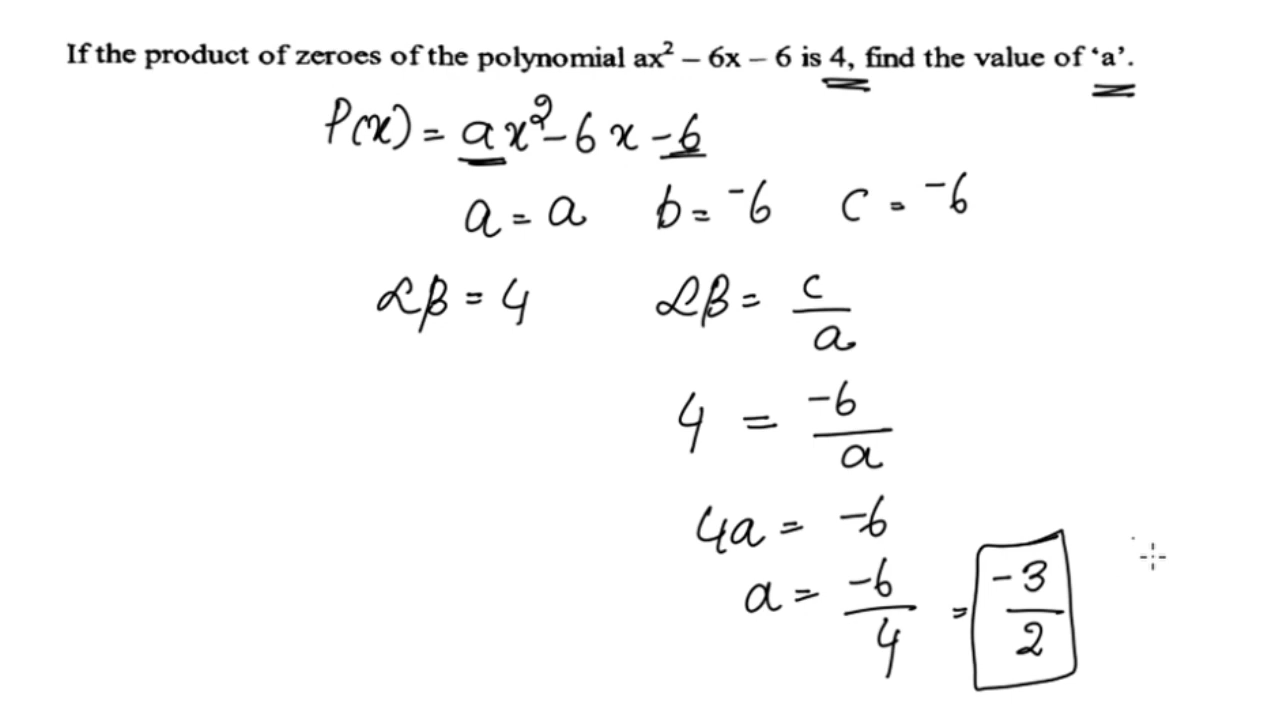 If the product of zeroes of the polynomial ax² – 6x – 6 is 4, find the value of ‘a’.
P(x) = ax² - 6x - 6
a = a b = -6 c = -6
αβ = 4 αβ = c/a
4 = -6/a
4a = -6
a = -6/4 = -3/2